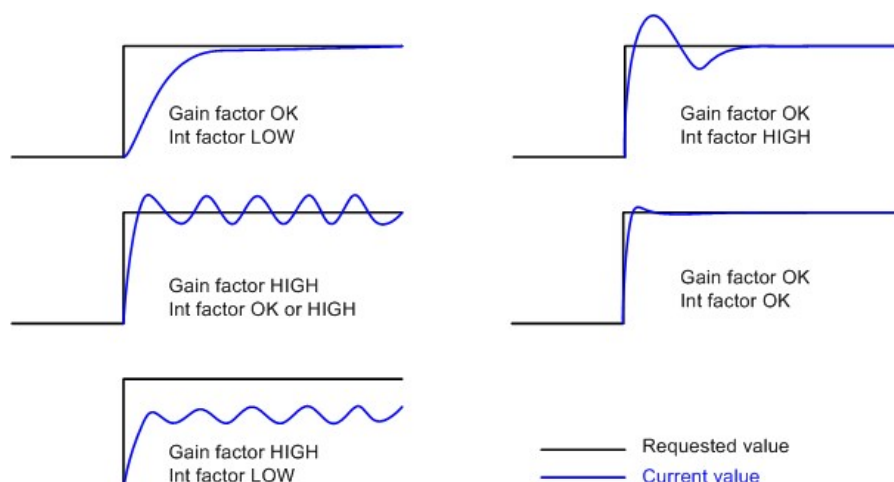 Gain factor OK
Int factor LOW
Gain factor OK
Int factor HIGH
Gain factor HIGH
Int factor OK or HIGH
Gain factor OK
Int factor OK
Gain factor HIGH
Int factor LOW
Requested value
Current value